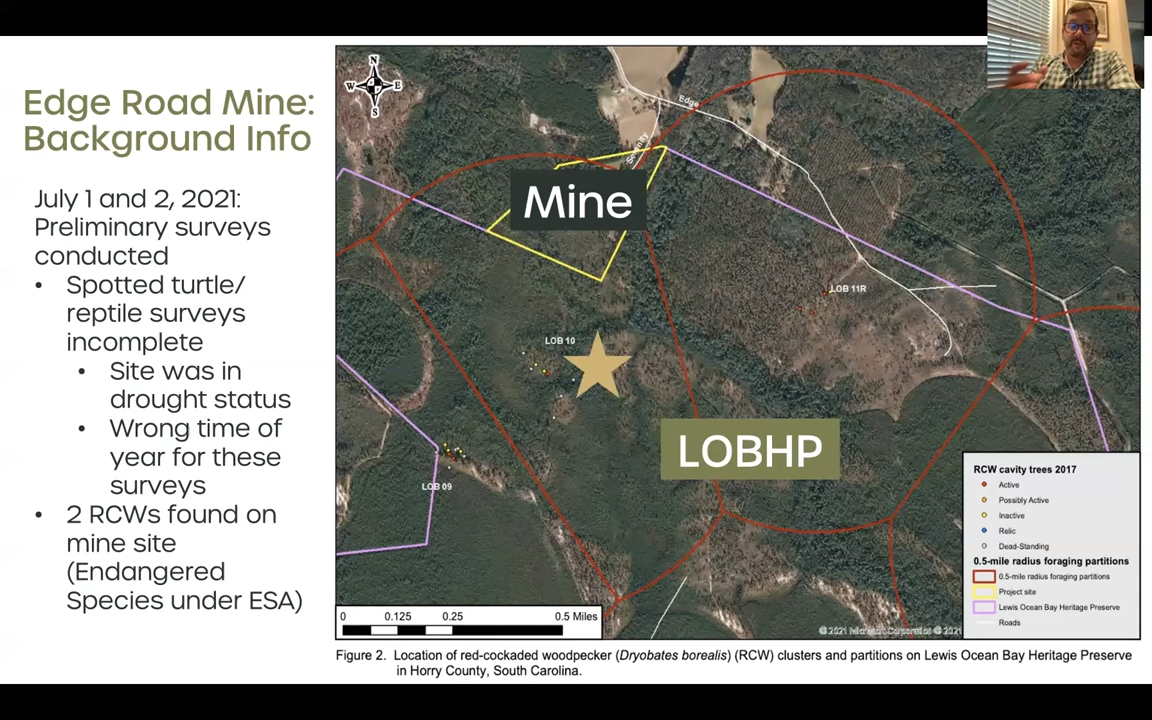 Edge Road Mine:
Background Info
July 1 and 2, 2021:
Preliminary surveys
conducted
• Spotted turtle/
reptile surveys
incomplete
• Site was in
drought status
• Wrong time of
year for these
surveys
• 2 RCWs found on
mine site
(Endangered
Species under ESA)
N
W E
S
Edge
Mine
LOB 11R
LOB 10
LOBHP
LOB 09
RCW cavity trees 2017
Active
Possibly Active
Inactive
Relic
Dead-Standing
0.5-mile radius foraging partitions
0.5-mile radius foraging partitions
Project site
Lewis Ocean Bay Heritage Preserve
Roads
0 0.125 0.25 0.5 Miles
© 2021 Microsoft Corporation © 2021
Figure 2. Location of red-cockaded woodpecker (Dryobates borealis) (RCW) clusters and partitions on Lewis Ocean Bay Heritage Preserve
in Horry County, South Carolina.